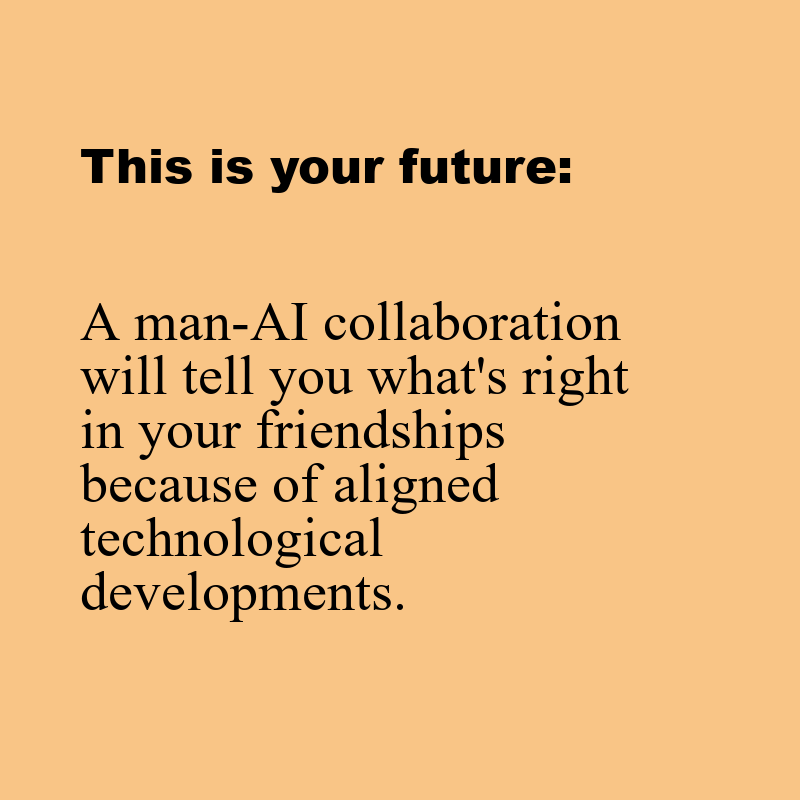 This is your future:
A man-AI collaboration
will tell you what's right
in your friendships
because of aligned
technological
developments.